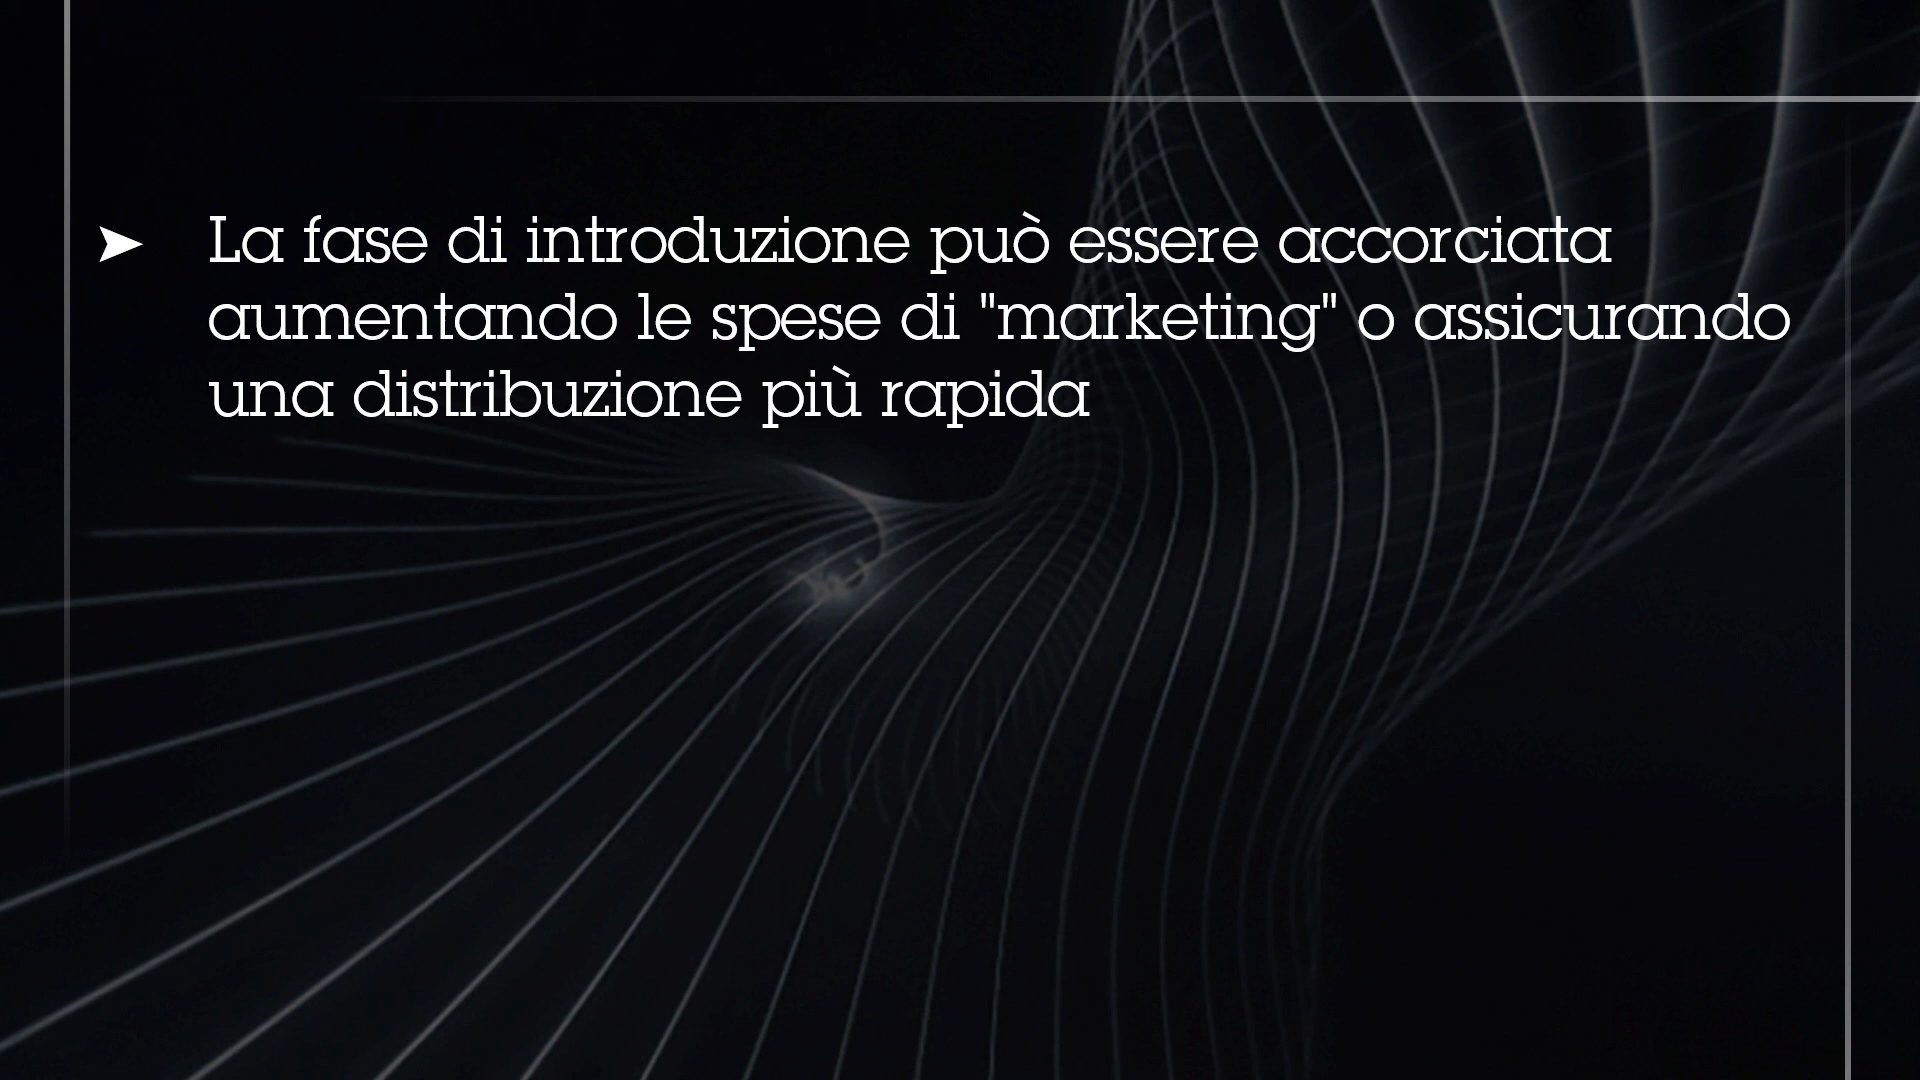 ➤ La fase di introduzione può essere accorciata
aumentando le spese di "marketing" o assicurando
una distribuzione più rapida